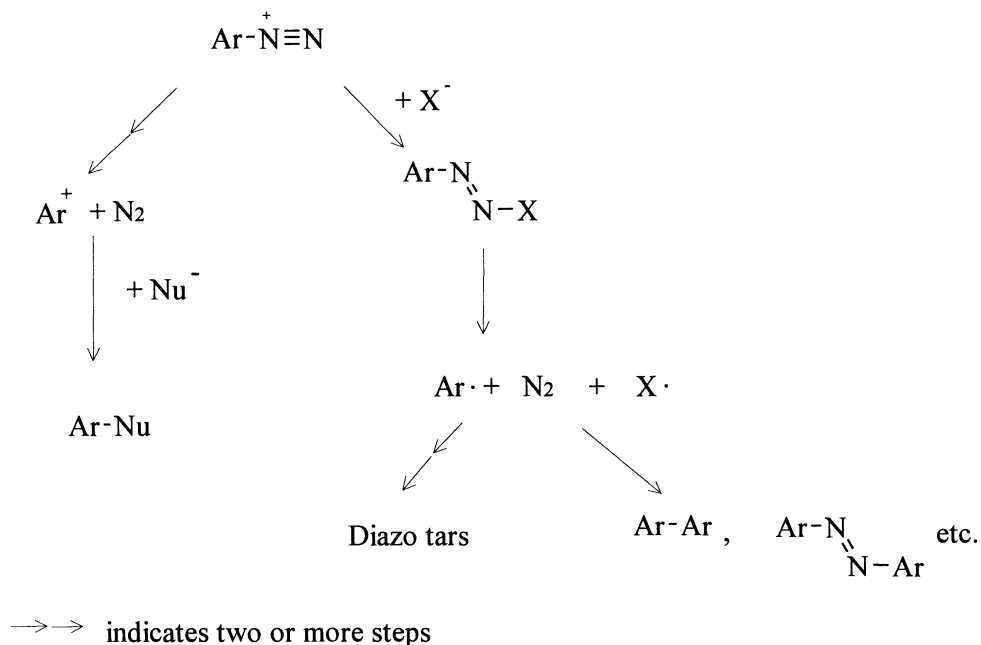 Ar-N⁺≡N
+ X⁻
Ar-N=N-X
Ar⁺ + N2
+ Nu⁻
Ar· + N2 + X·
Ar-Nu
Diazo tars
Ar-Ar , Ar-N=N-Ar etc.
indicates two or more steps